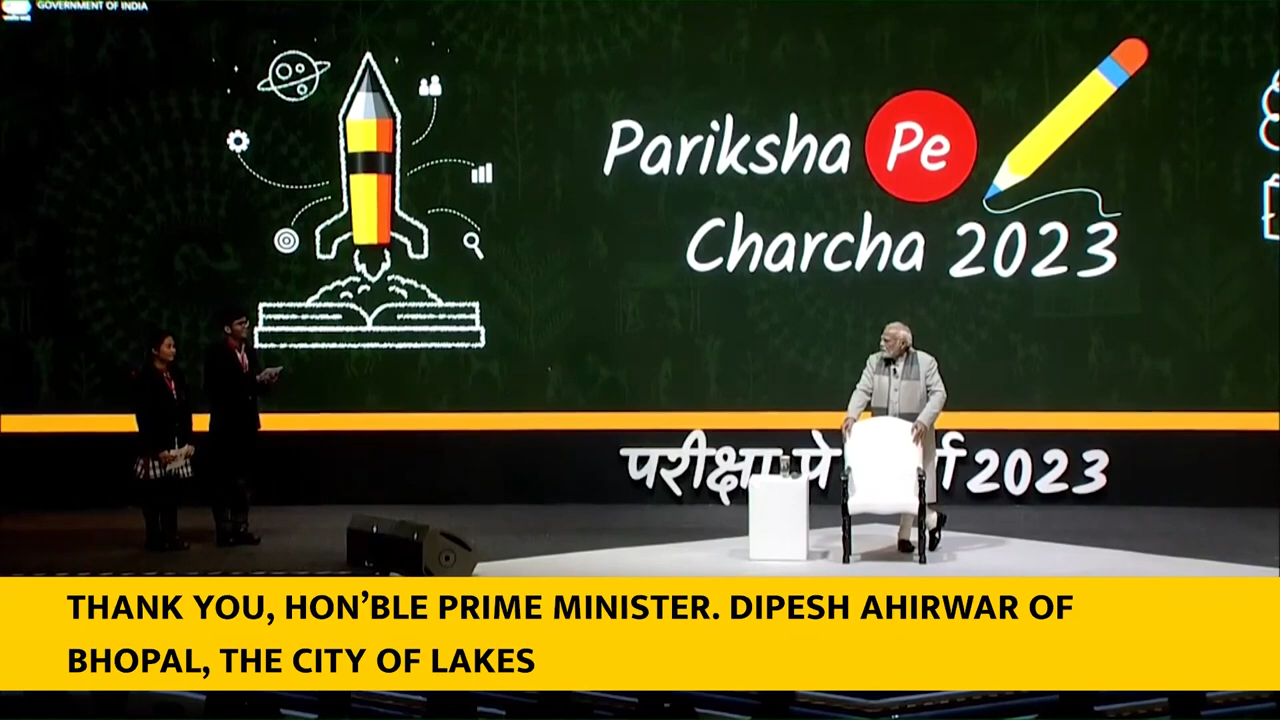 GOVERNMENT OF INDIA
Pariksha Pe
Charcha 2023
परीक्षा पे 2023
THANK YOU, HON’BLE PRIME MINISTER. DIPESH AHIRWAR OF
BHOPAL, THE CITY OF LAKES